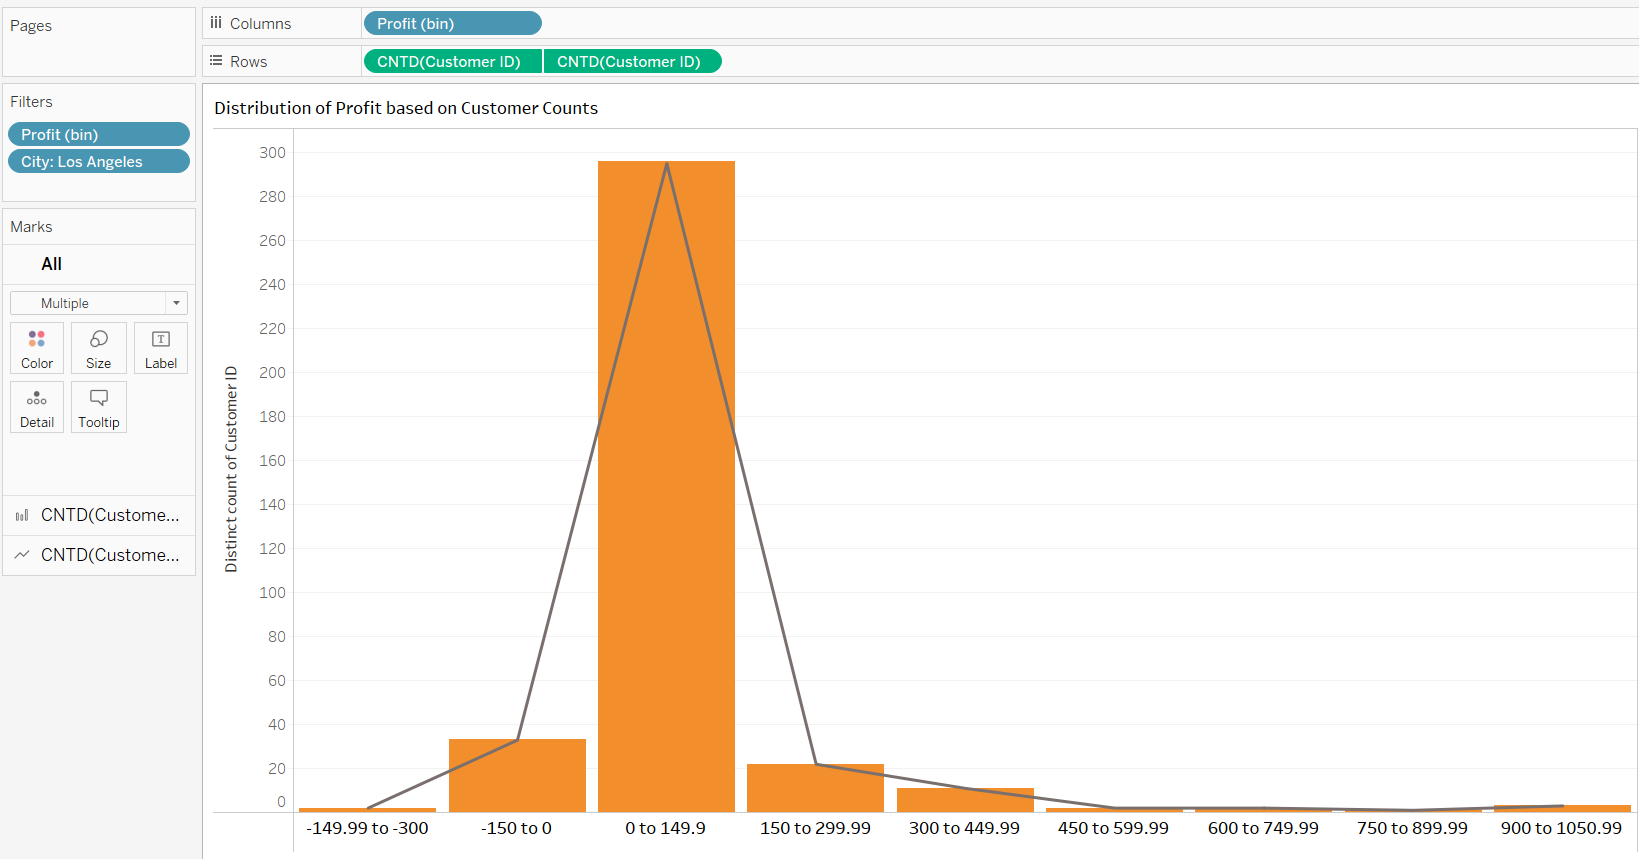 Pages
Columns
Profit (bin)
Rows
CNTD(Customer ID) CNTD(Customer ID)
Filters
Profit (bin)
City: Los Angeles
Marks
All
Multiple
Color Size T Label
Detail Tooltip
CNTD(Custome...
CNTD(Custome...
Distribution of Profit based on Customer Counts
Distinct count of Customer ID
300
280
260
240
220
200
180
160
140
120
100
80
60
40
20
0
-149.99 to -300 -150 to 0 0 to 149.9 150 to 299.99 300 to 449.99 450 to 599.99 600 to 749.99 750 to 899.99 900 to 1050.99